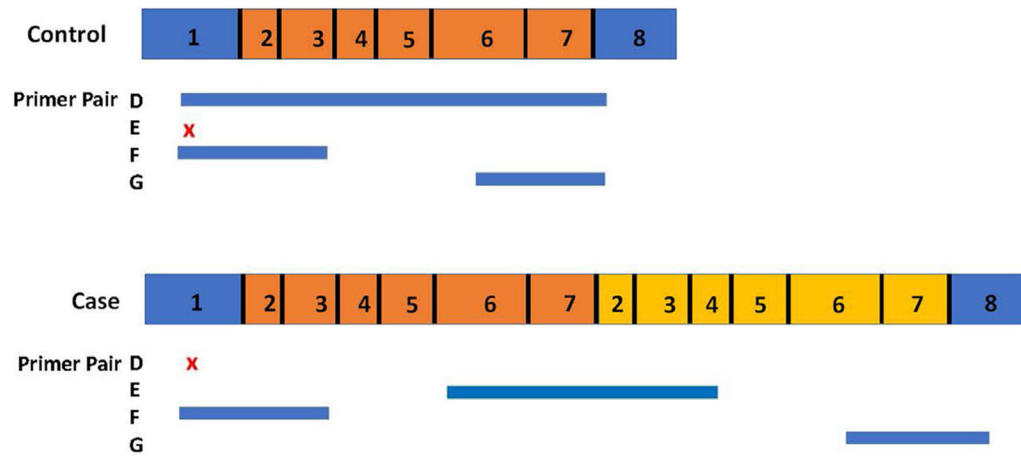 Control 1 2 3 4 5 6 7 8
Primer Pair D
E x
F
G
Case 1 2 3 4 5 6 7 2 3 4 5 6 7 8
Primer Pair D x
E
F
G